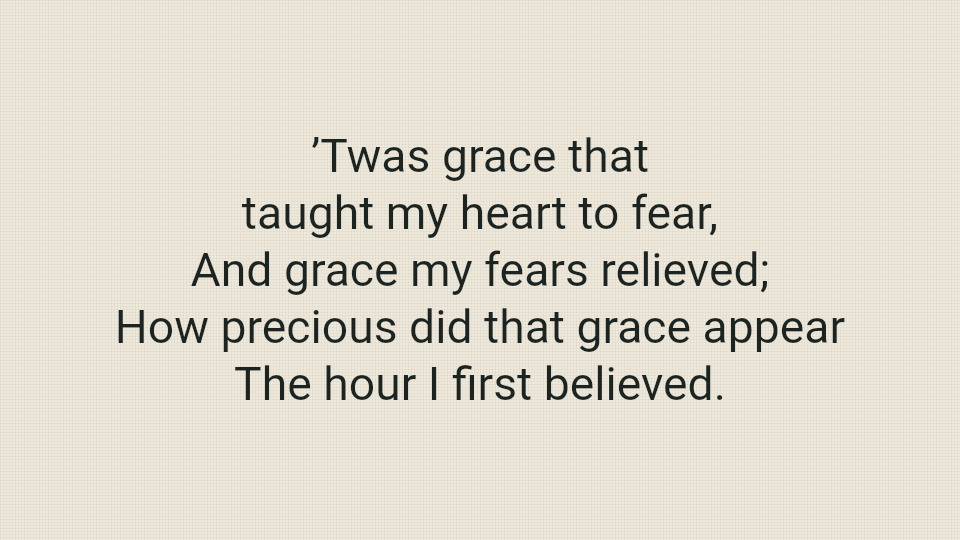 ’Twas grace that
taught my heart to fear,
And grace my fears relieved;
How precious did that grace appear
The hour I first believed.